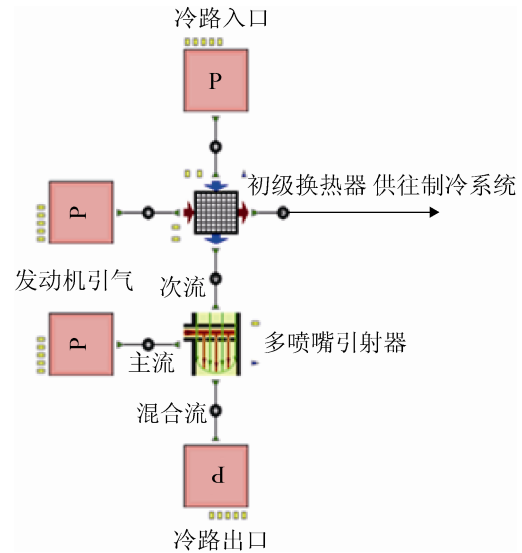 冷路入口
P
初级换热器 供往制冷系统
P
发动机引气
次流
P
多喷嘴引射器
主流
混合流
P
冷路出口